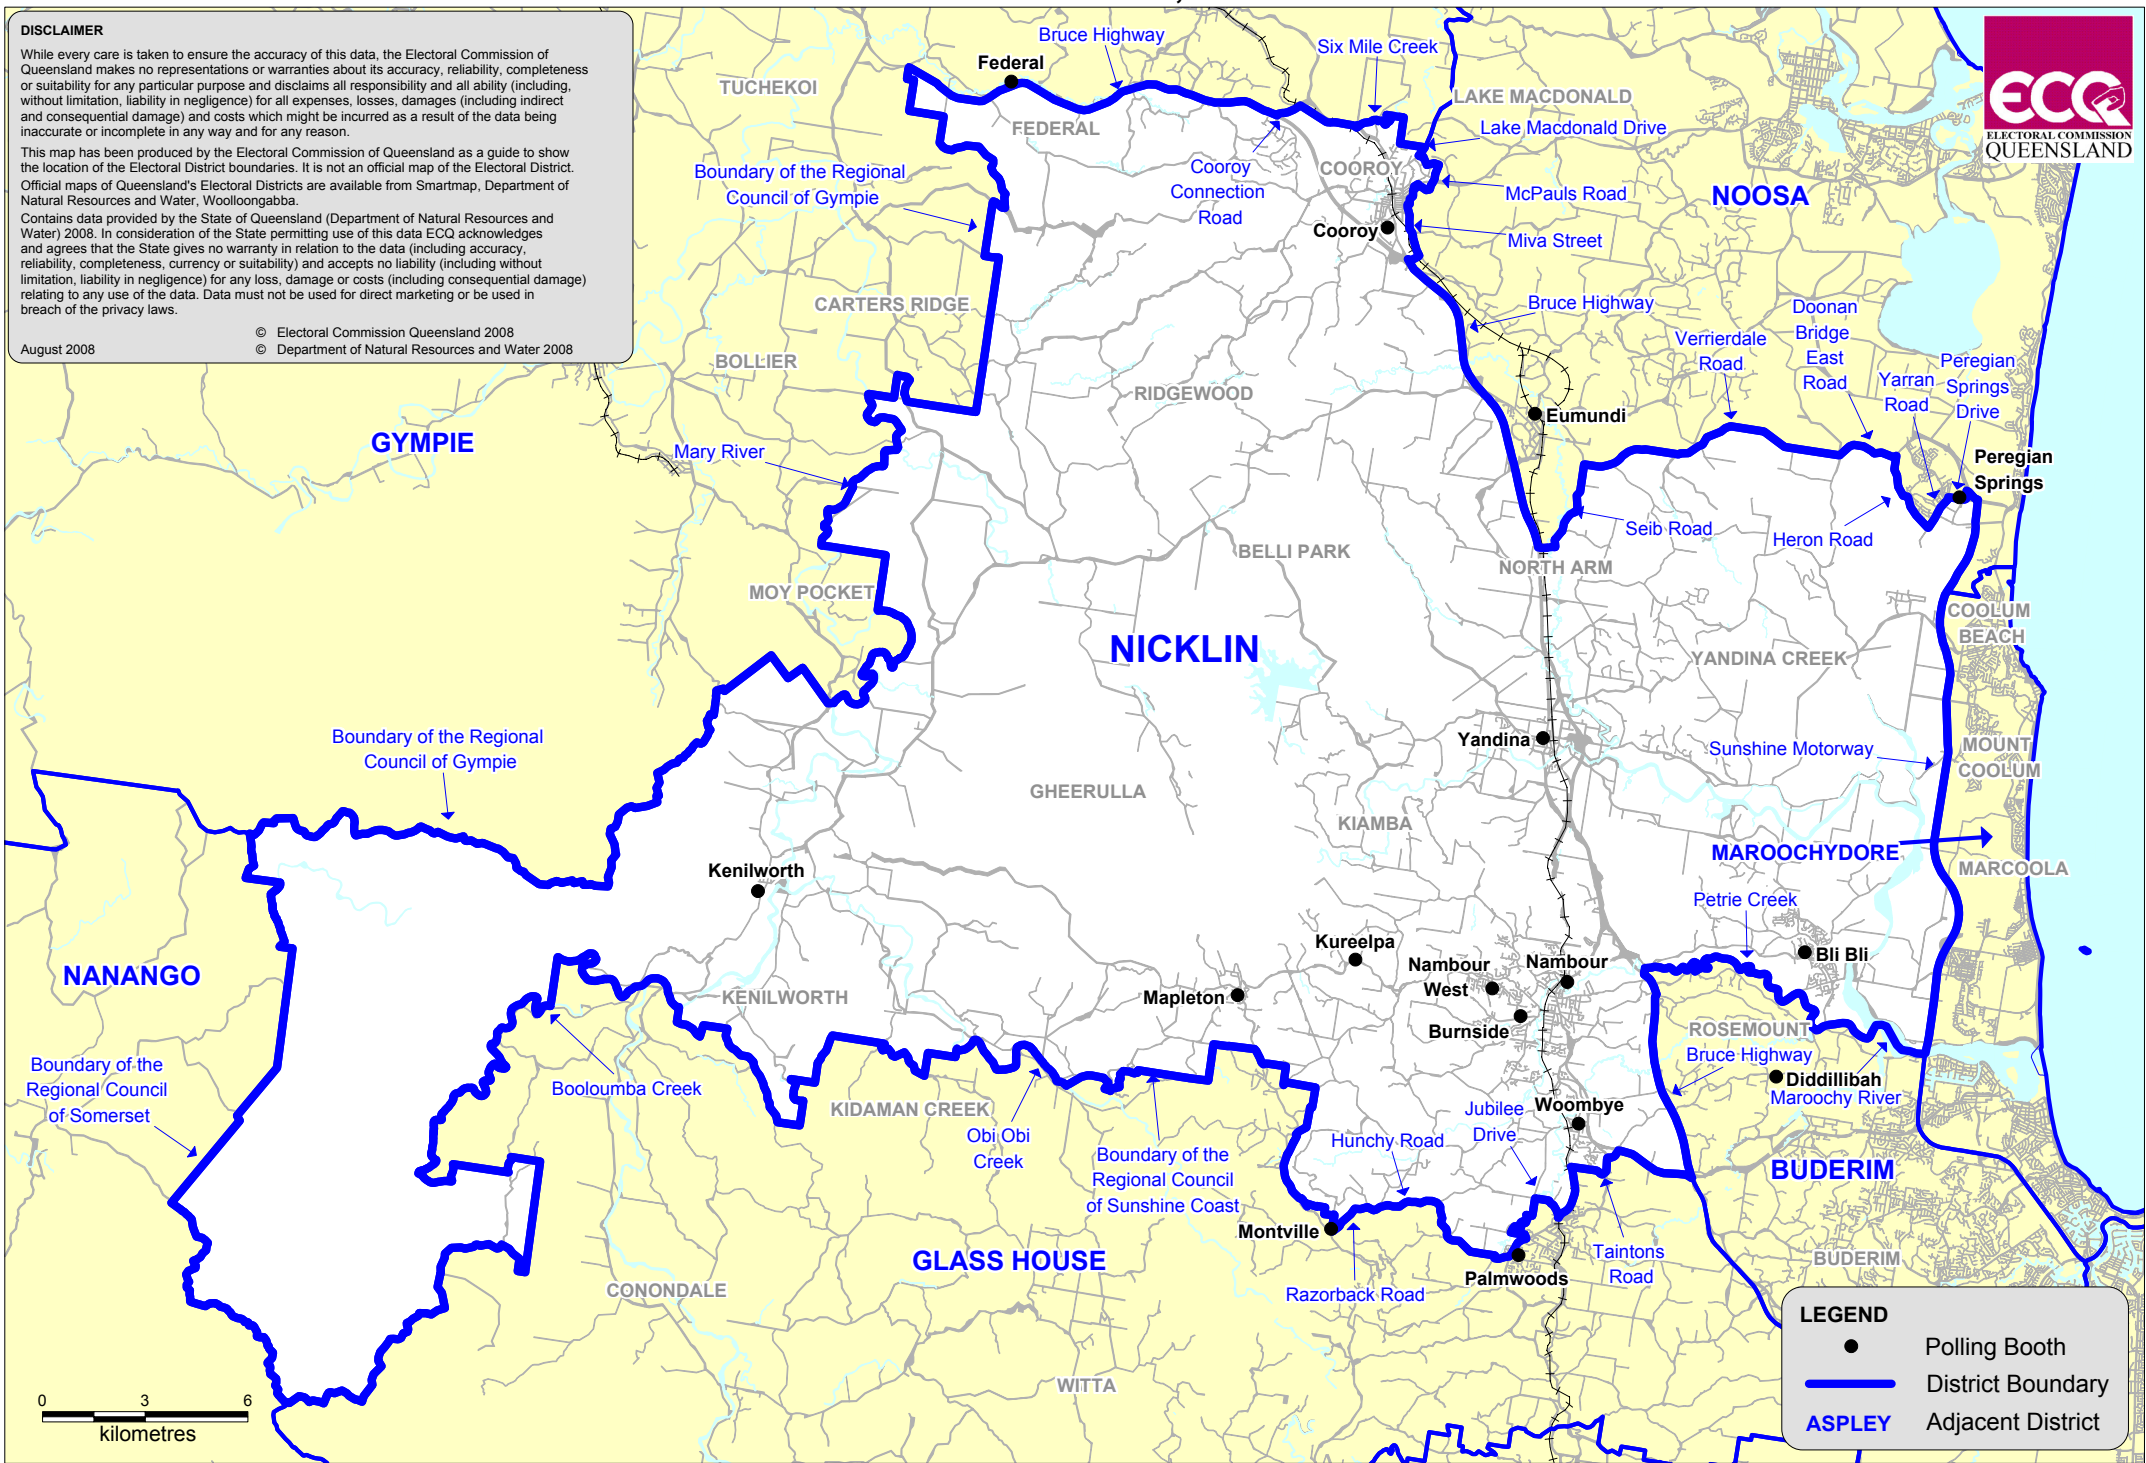 DISCLAIMER
While every care is taken to ensure the accuracy of this data, the Electoral Commission of
Queensland makes no representations or warranties about its accuracy, reliability, completeness
or suitability for any particular purpose and disclaims all responsibility and all ability (including,
without limitation, liability in negligence) for all expenses, losses, damages (including indirect
and consequential damage) and costs which might be incurred as a result of the data being
inaccurate or incomplete in any way and for any reason.
This map has been produced by the Electoral Commission of Queensland as a guide to show
the location of the Electoral District boundaries. It is not an official map of the Electoral District.
Official maps of Queensland's Electoral Districts are available from Smartmap, Department of
Natural Resources and Water, Woolloongabba.
Contains data provided by the State of Queensland (Department of Natural Resources and
Water) 2008. In consideration of the State permitting use of this data ECQ acknowledges
and agrees that the State gives no warranty in relation to the data (including accuracy,
reliability, completeness, currency or suitability) and accepts no liability (including without
limitation, liability in negligence) for any loss, damage or costs (including consequential damage)
relating to any use of the data. Data must not be used for direct marketing or be used in
breach of the privacy laws.
© Electoral Commission Queensland 2008
August 2008
© Department of Natural Resources and Water 2008
ECQ
ELECTORAL COMMISSION
QUEENSLAND
Bruce Highway
Six Mile Creek
Federal
TUCHEKOI
LAKE MACDONALD
FEDERAL
Lake Macdonald Drive
Boundary of the Regional
Council of Gympie
Cooroy
Connection
Road
COOROY
McPauls Road
NOOSA
Cooroy
Miva Street
CARTERS RIDGE
Bruce Highway
Doonan
Bridge
East
Road
Verrierdale
Road
BOLLIER
Peregian
Springs
Drive
Yarran
Road
RIDGEWOOD
Eumundi
GYMPIE
Mary River
Peregian
Springs
Seib Road
Heron Road
BELLI PARK
NORTH ARM
MOY POCKET
COOLUM
BEACH
NICKLIN
YANDINA CREEK
Boundary of the Regional
Council of Gympie
Yandina
Sunshine Motorway
MOUNT
COOLUM
GHEERULLA
KIAMBA
MAROOCHYDORE
MARCOOLA
Kenilworth
Petrie Creek
Kureelpa
Bli Bli
NANANGO
Nambour
West
Nambour
KENILWORTH
Mapleton
Burnside
ROSEMOUNT
Bruce Highway
Boundary of the
Regional Council
of Somerset
Booloumba Creek
Diddillibah
Maroochy River
KIDAMAN CREEK
Jubilee
Drive
Woombye
Obi Obi
Creek
Hunchy Road
Boundary of the
Regional Council
of Sunshine Coast
BUDERIM
Montville
GLASS HOUSE
Taintons
Road
BUDERIM
Palmwoods
CONONDALE
Razorback Road
WITTA
LEGEND
Polling Booth
District Boundary
ASPLEY Adjacent District
0 3 6
kilometres